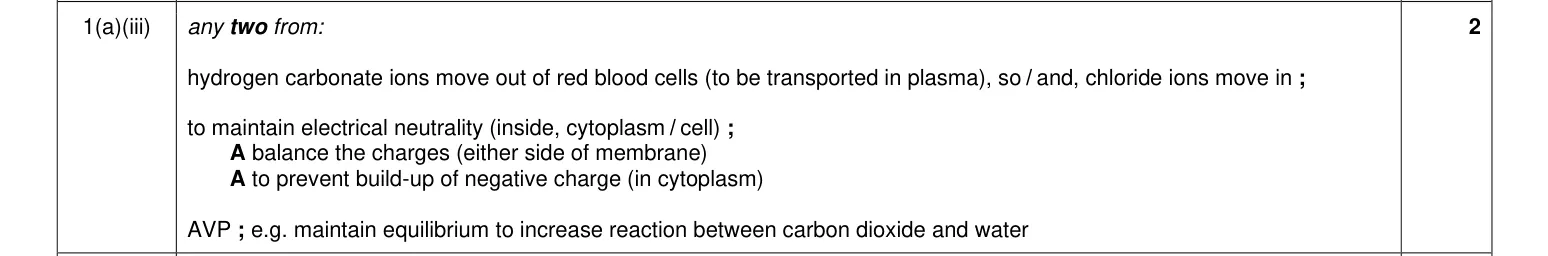 1(a)(iii) any two from: 2
hydrogen carbonate ions move out of red blood cells (to be transported in plasma), so / and, chloride ions move in ;
to maintain electrical neutrality (inside, cytoplasm / cell) ;
A balance the charges (either side of membrane)
A to prevent build-up of negative charge (in cytoplasm)
AVP ; e.g. maintain equilibrium to increase reaction between carbon dioxide and water